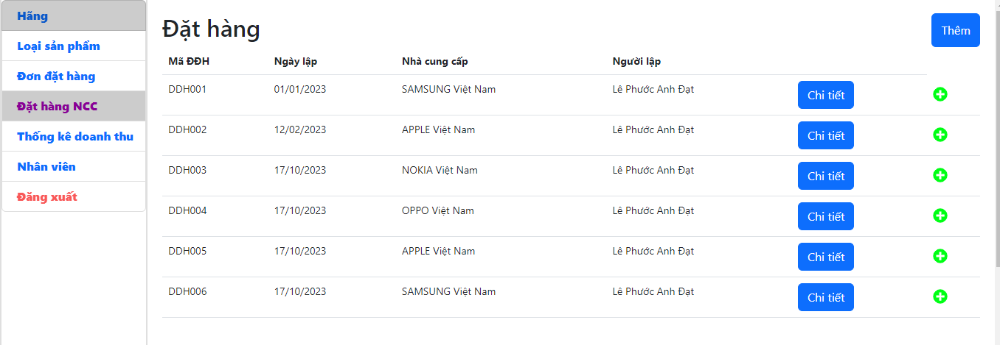 Hãng
Loại sản phẩm
Đơn đặt hàng
Đặt hàng NCC
Thống kê doanh thu
Nhân viên
Đăng xuất
Đặt hàng
Thêm
Mã ĐĐH Ngày lập Nhà cung cấp Người lập
DDH001 01/01/2023 SAMSUNG Việt Nam Lê Phước Anh Đạt Chi tiết
DDH002 12/02/2023 APPLE Việt Nam Lê Phước Anh Đạt Chi tiết
DDH003 17/10/2023 NOKIA Việt Nam Lê Phước Anh Đạt Chi tiết
DDH004 17/10/2023 OPPO Việt Nam Lê Phước Anh Đạt Chi tiết
DDH005 17/10/2023 APPLE Việt Nam Lê Phước Anh Đạt Chi tiết
DDH006 17/10/2023 SAMSUNG Việt Nam Lê Phước Anh Đạt Chi tiết